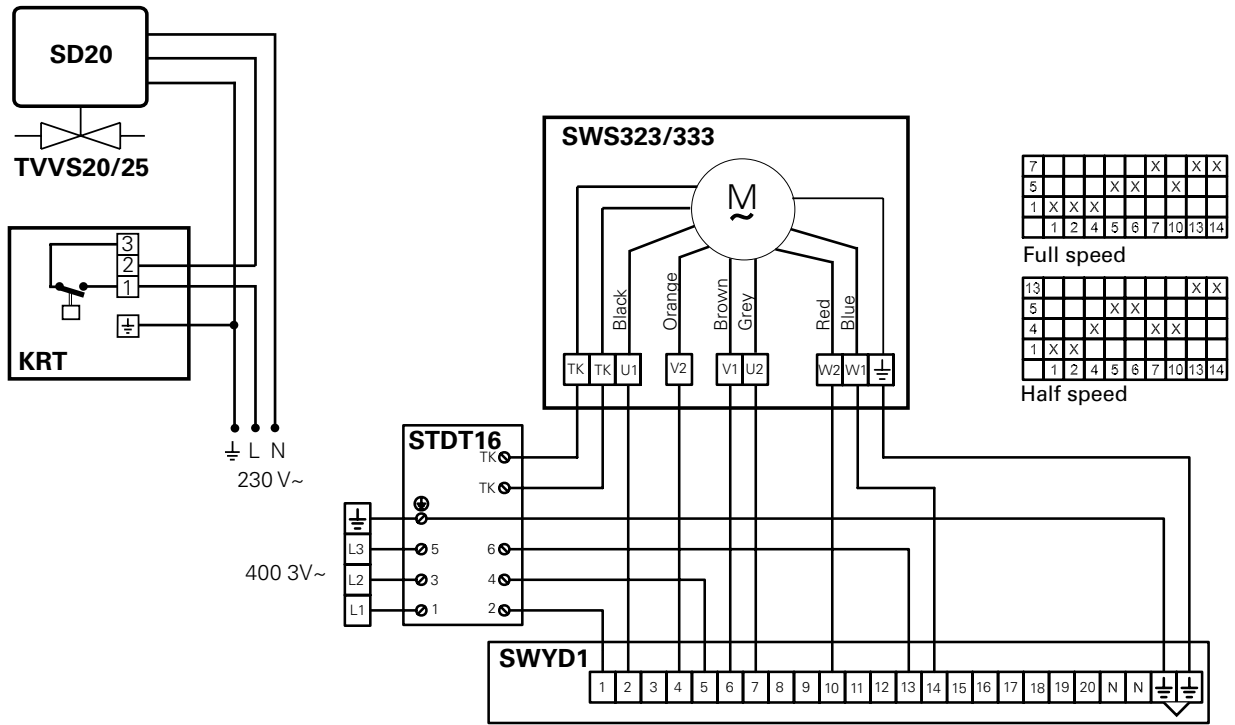 SD20
TVVS20/25
3
2
1
KRT
L N
230 V~
SWS323/333
M
~
Black
Orange
Brown
Grey
Red
Blue
TK TK U1 V2 V1 U2 W2 W1
7 X X X
5 X X X
1 X X X
1 2 4 5 6 7 10 13 14
Full speed
13 X X
5 X X
4 X X X
1 X X
1 2 4 5 6 7 10 13 14
Half speed
STDT16
TK
TK
L3 5 6
400 3V~
L2 3 4
L1 1 2
SWYD1
1 2 3 4 5 6 7 8 9 10 11 12 13 14 15 16 17 18 19 20 N N